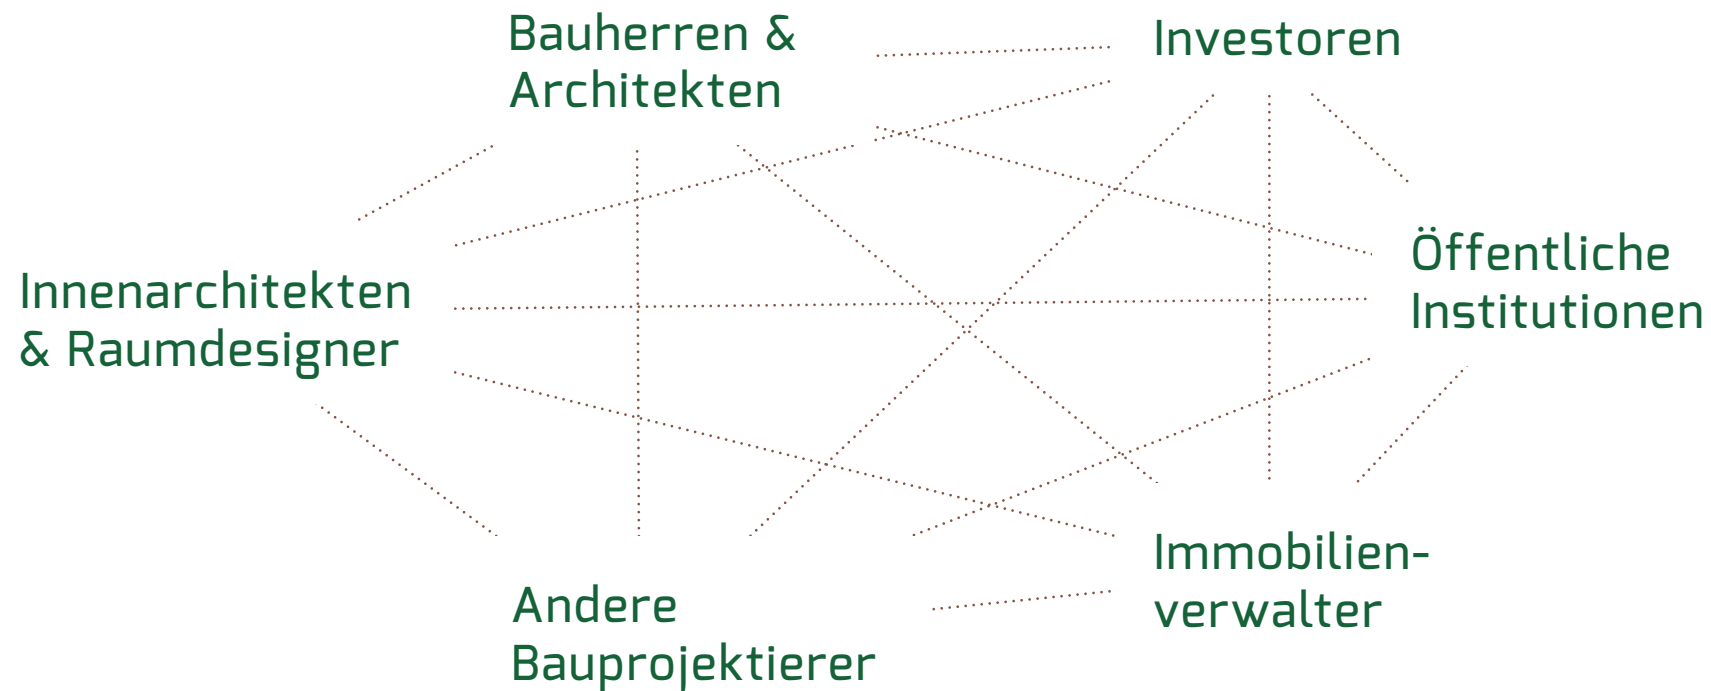 Bauherren &
Architekten
Investoren
Öffentliche
Institutionen
Innenarchitekten
& Raumdesigner
Immobilien-
verwalter
Andere
Bauprojektierer